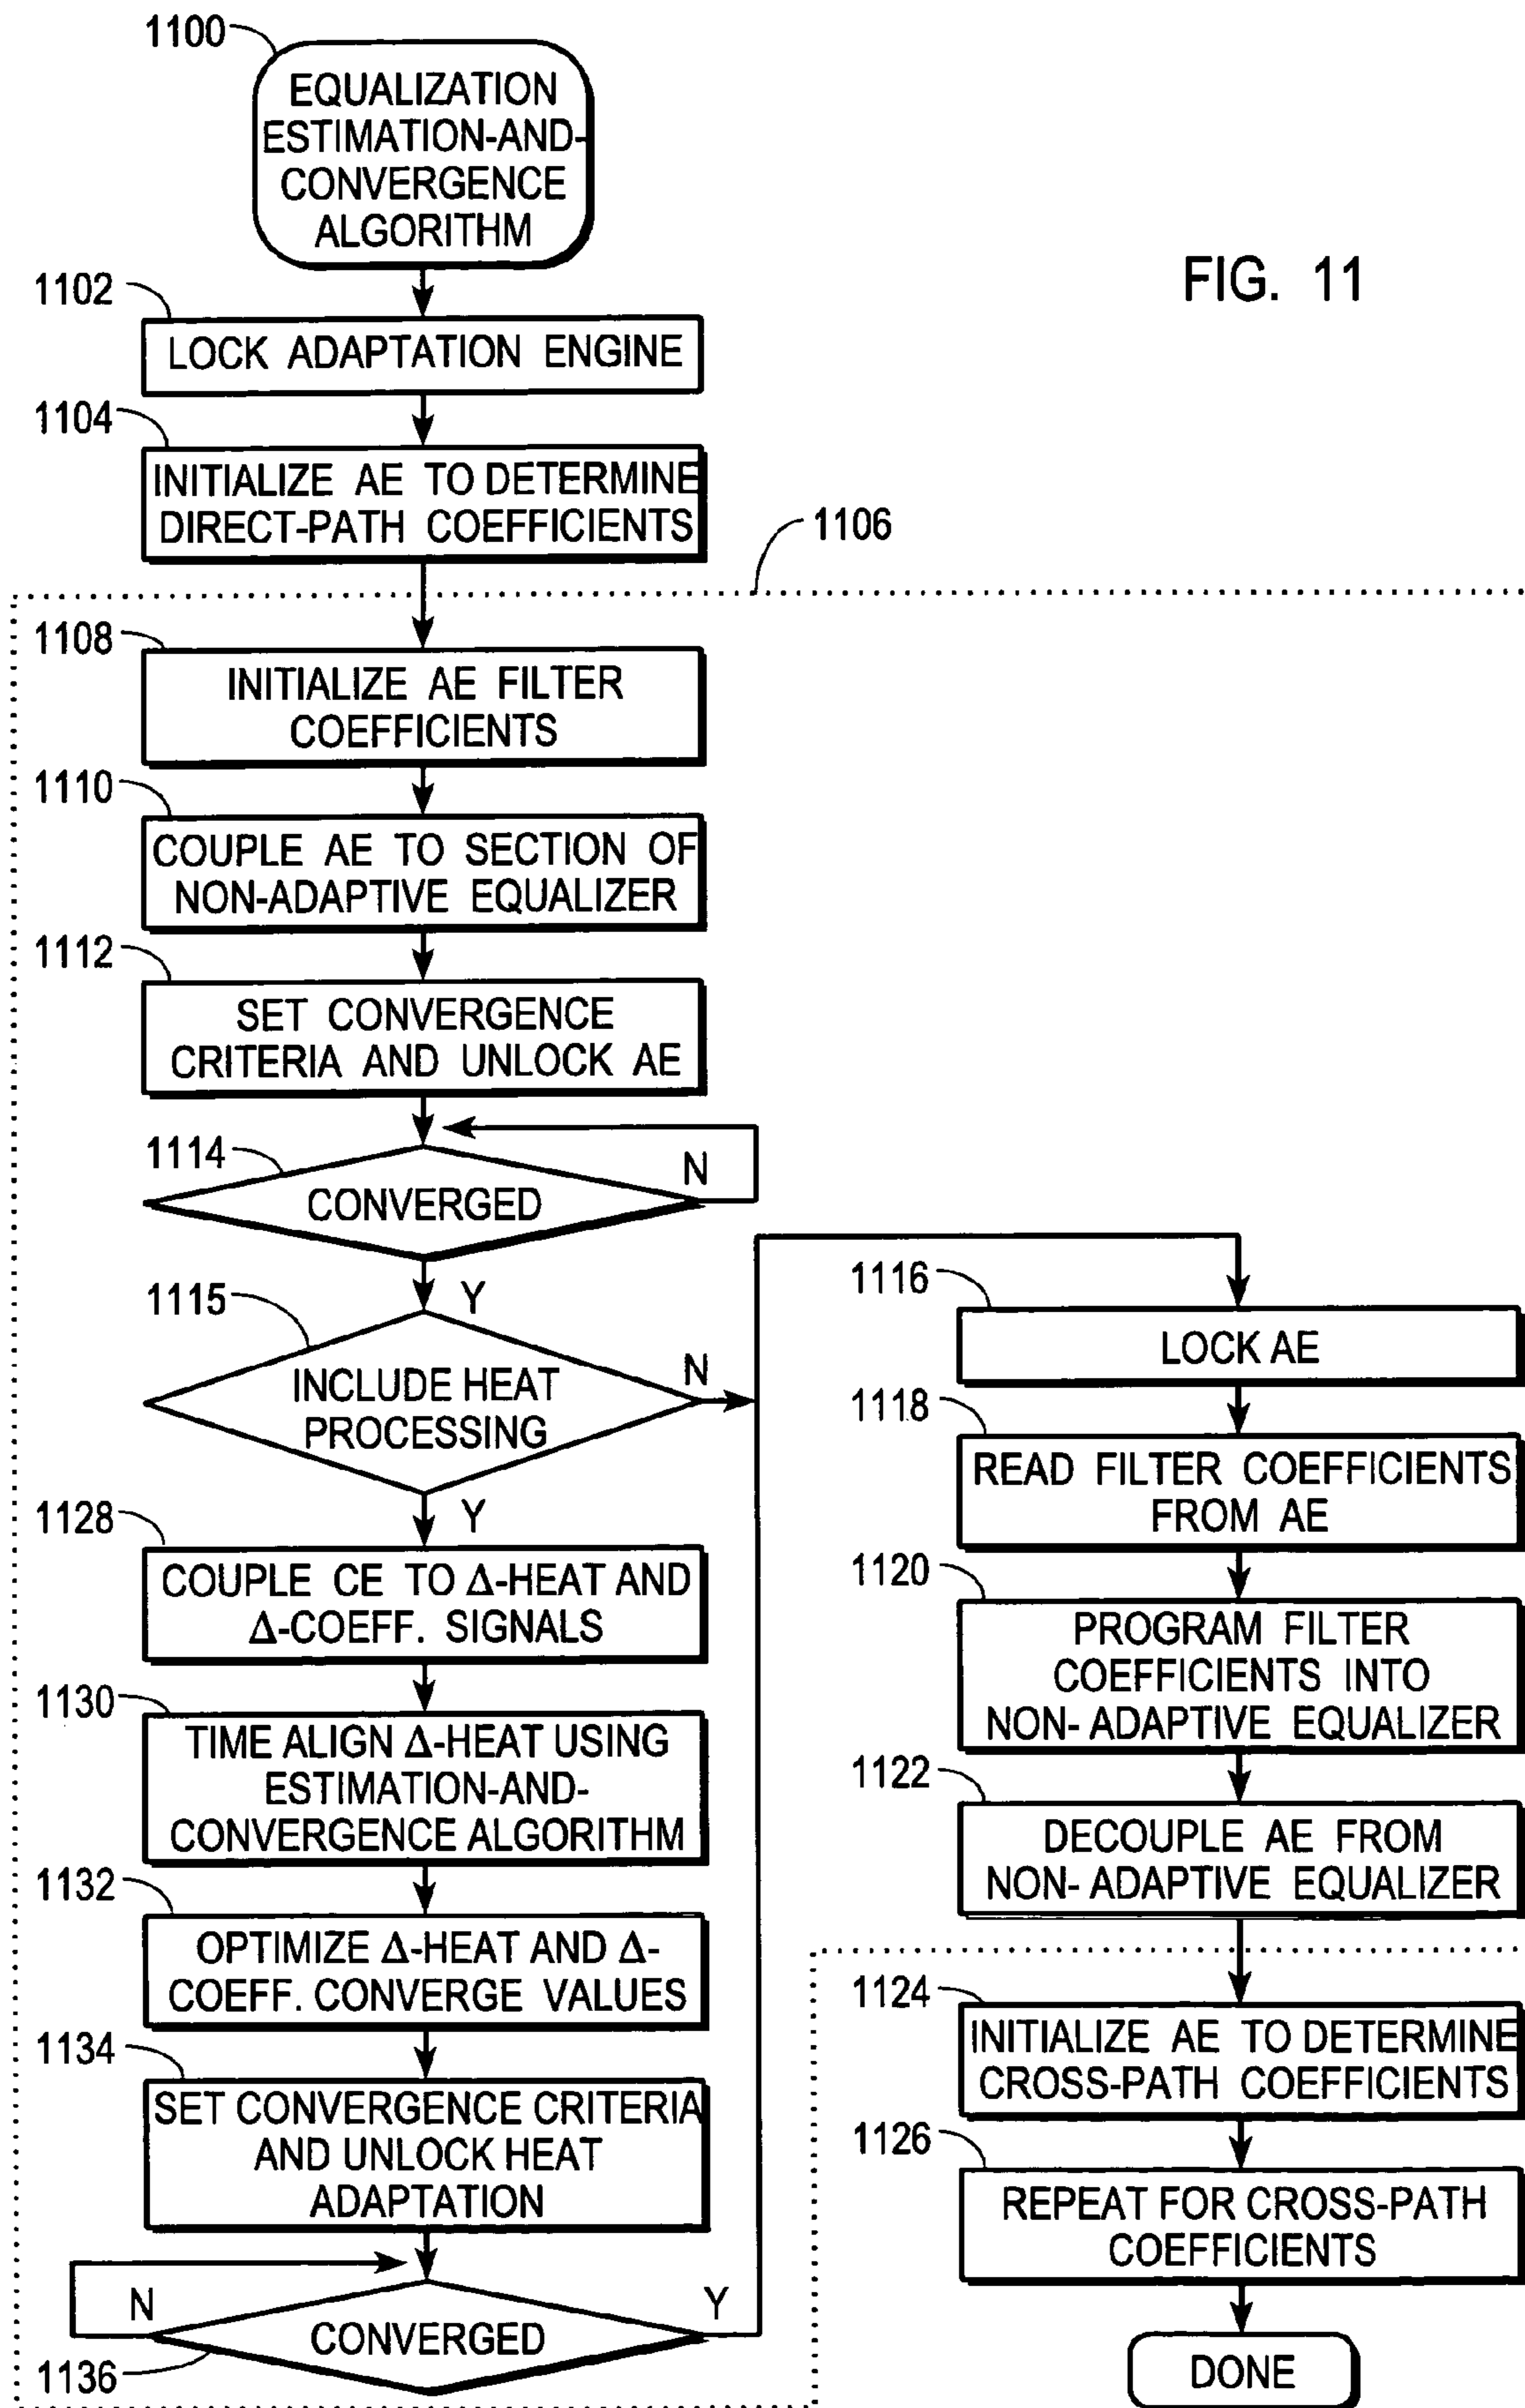 1100
EQUALIZATION
ESTIMATION-AND-
CONVERGENCE
ALGORITHM
FIG. 11
1102
LOCK ADAPTATION ENGINE
1104
INITIALIZE AE TO DETERMINE
DIRECT-PATH COEFFICIENTS
1106
1108
INITIALIZE AE FILTER
COEFFICIENTS
1110
COUPLE AE TO SECTION OF
NON-ADAPTIVE EQUALIZER
1112
SET CONVERGENCE
CRITERIA AND UNLOCK AE
1114
CONVERGED
N
Y
1115
INCLUDE HEAT
PROCESSING
N
Y
1128
COUPLE CE TO Δ-HEAT AND
Δ-COEFF. SIGNALS
1130
TIME ALIGN Δ-HEAT USING
ESTIMATION-AND-
CONVERGENCE ALGORITHM
1132
OPTIMIZE Δ-HEAT AND Δ-
COEFF. CONVERGE VALUES
1134
SET CONVERGENCE CRITERIA
AND UNLOCK HEAT
ADAPTATION
N
CONVERGED
Y
1136
1116
LOCK AE
1118
READ FILTER COEFFICIENTS
FROM AE
1120
PROGRAM FILTER
COEFFICIENTS INTO
NON- ADAPTIVE EQUALIZER
1122
DECOUPLE AE FROM
NON- ADAPTIVE EQUALIZER
1124
INITIALIZE AE TO DETERMINE
CROSS-PATH COEFFICIENTS
1126
REPEAT FOR CROSS-PATH
COEFFICIENTS
DONE